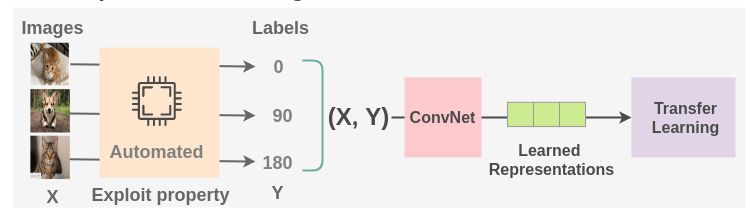 Images
Labels
0
90
180
Automated
X
Exploit property
Y
(X, Y)
ConvNet
Learned
Representations
Transfer
Learning